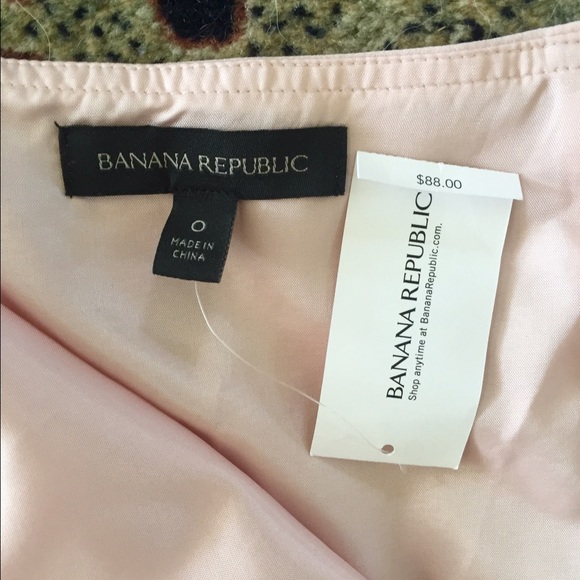 BANANA REPUBLIC
0
MADE IN
CHINA
$88.00
BANANA REPUBLIC
Shop anytime at BananaRepublic.com.